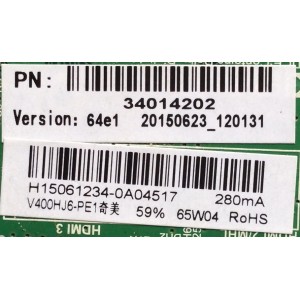 PN:
34014202
Version: 64e1 20150623_120131
H15061234-0A04517 280mA
V400HJ6-PE1奇美 59% 65W04 RoHS
HDMI 3